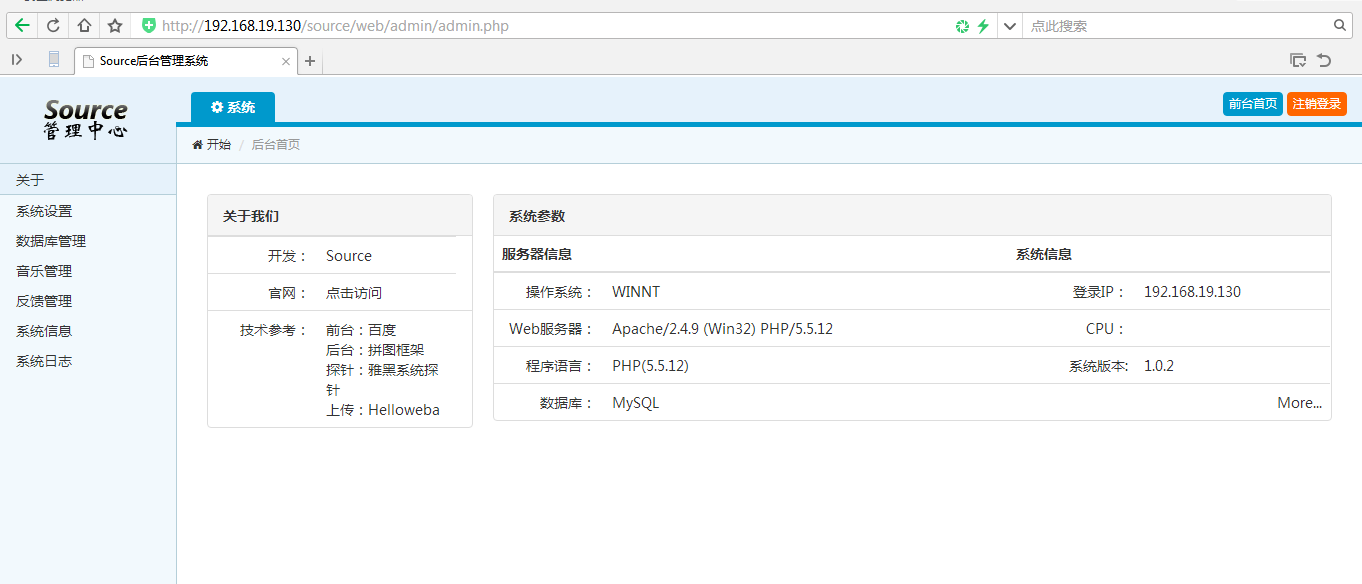 http://192.168.19.130/source/web/admin/admin.php
点此搜索
Source后台管理系统
Source
管理中心
系统
前台首页
注销登录
开始 / 后台首页
关于
系统设置
数据库管理
音乐管理
反馈管理
系统信息
系统日志
关于我们
开发： Source
官网： 点击访问
技术参考： 前台：百度
后台：拼图框架
探针：雅黑系统探
针
上传：Helloweba
系统参数
服务器信息 系统信息
操作系统： WINNT 登录IP： 192.168.19.130
Web服务器： Apache/2.4.9 (Win32) PHP/5.5.12 CPU：
程序语言： PHP(5.5.12) 系统版本: 1.0.2
数据库： MySQL More...